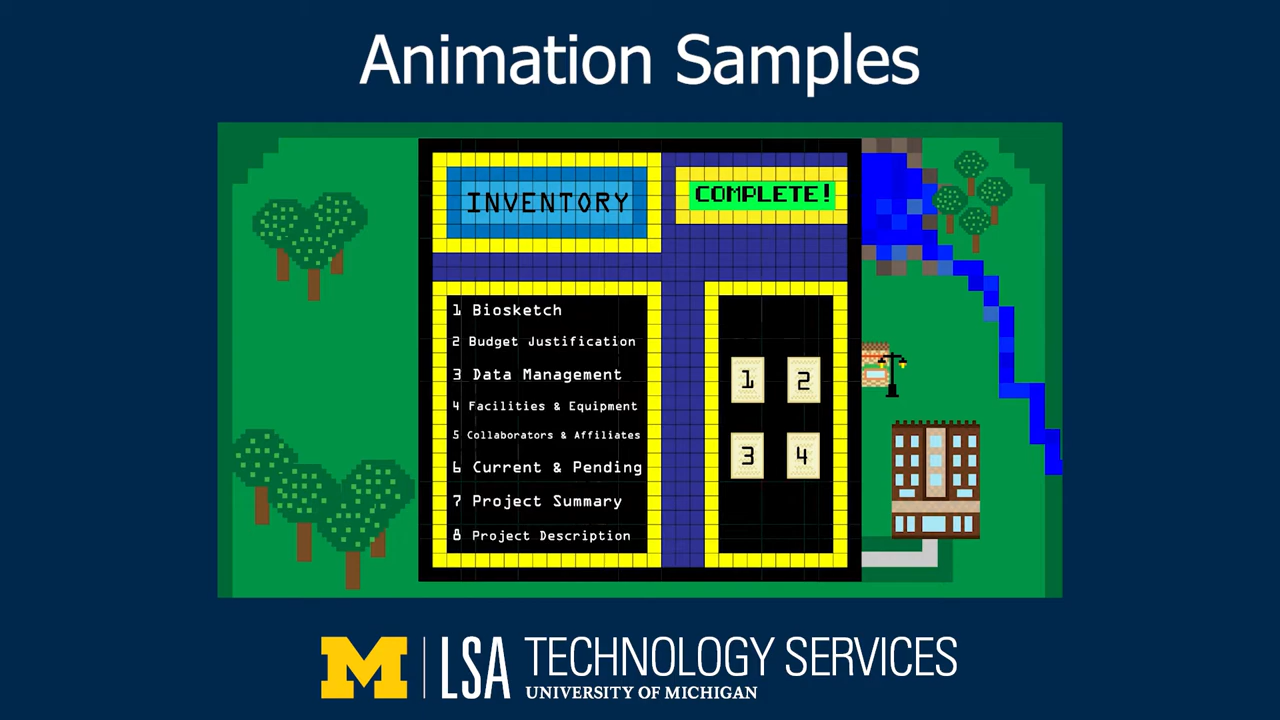 Animation Samples
INVENTORY
COMPLETE!
1 Biosketch
2 Budget Justification
3 Data Management
4 Facilities & Equipment
5 Collaborators & Affiliates
6 Current & Pending
7 Project Summary
8 Project Description
1 2
3 4
M LSA TECHNOLOGY SERVICES
UNIVERSITY OF MICHIGAN